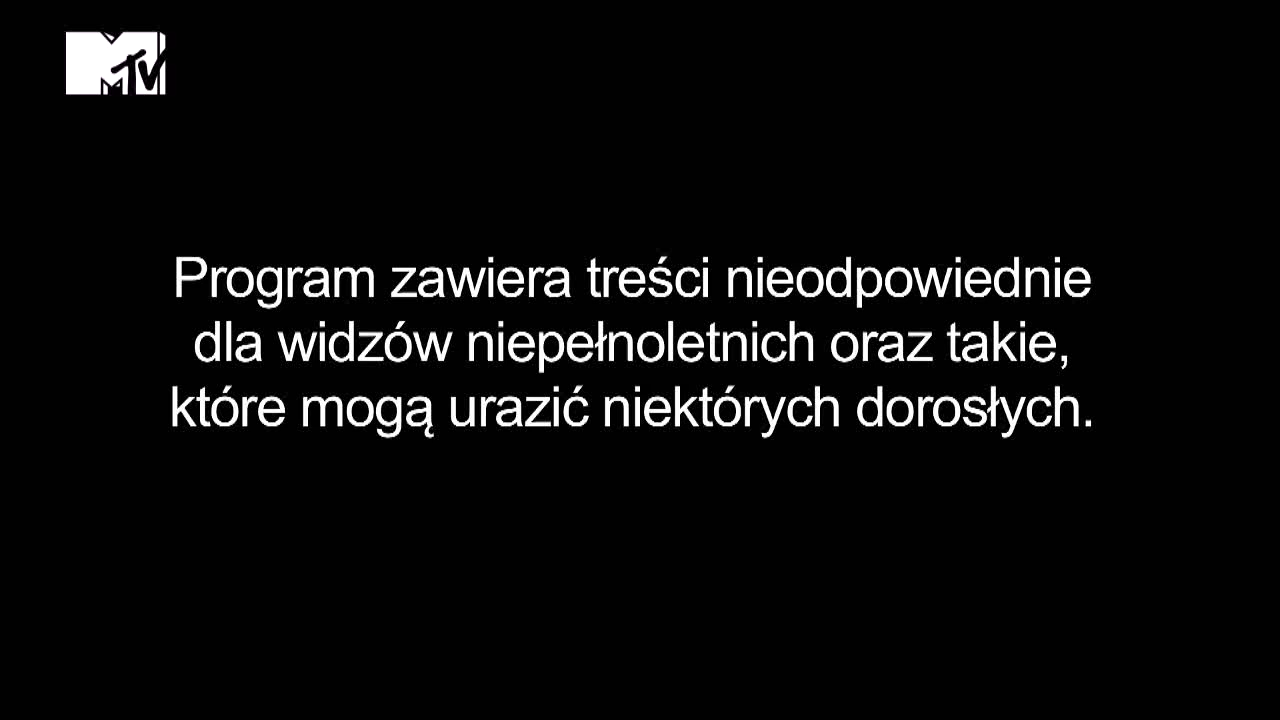 MTV
Program zawiera treści nieodpowiednie
dla widzów niepełnoletnich oraz takie,
które mogą urazić niektórych dorosłych.